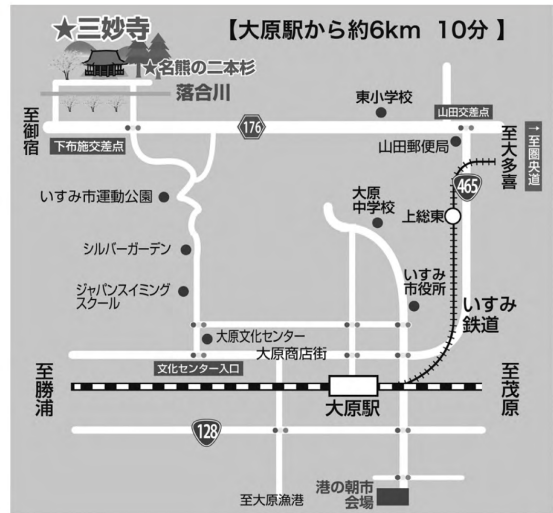 ★三妙寺
【大原駅から約6km 10分】
★名熊の二本杉
落合川
至御宿
下布施交差点
176
東小学校
山田交差点
山田郵便局
至大多喜
→至圏央道
465
いすみ市運動公園
大原
中学校
上総東
シルバーガーデン
ジャパンスイミング
スクール
いすみ
市役所
いすみ
鉄道
大原文化センター
大原商店街
文化センター入口
至勝浦
大原駅
至茂原
128
至大原漁港
港の朝市
会場